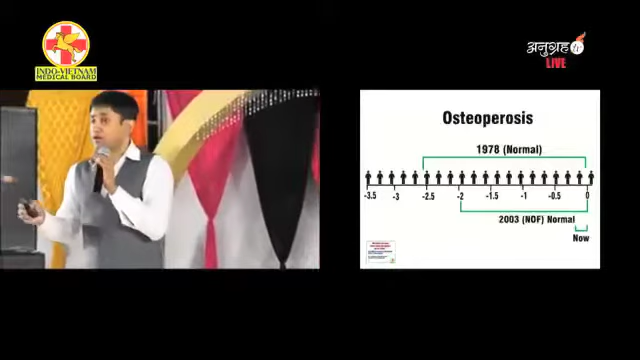 INDO-VIETNAM
MEDICAL BOARD
अनुग्रह
LIVE
Osteoperosis
1978 (Normal)
-3.5 -3 -2.5 -2 -1.5 -1 -0.5 0
2003 (NOF) Normal
Now